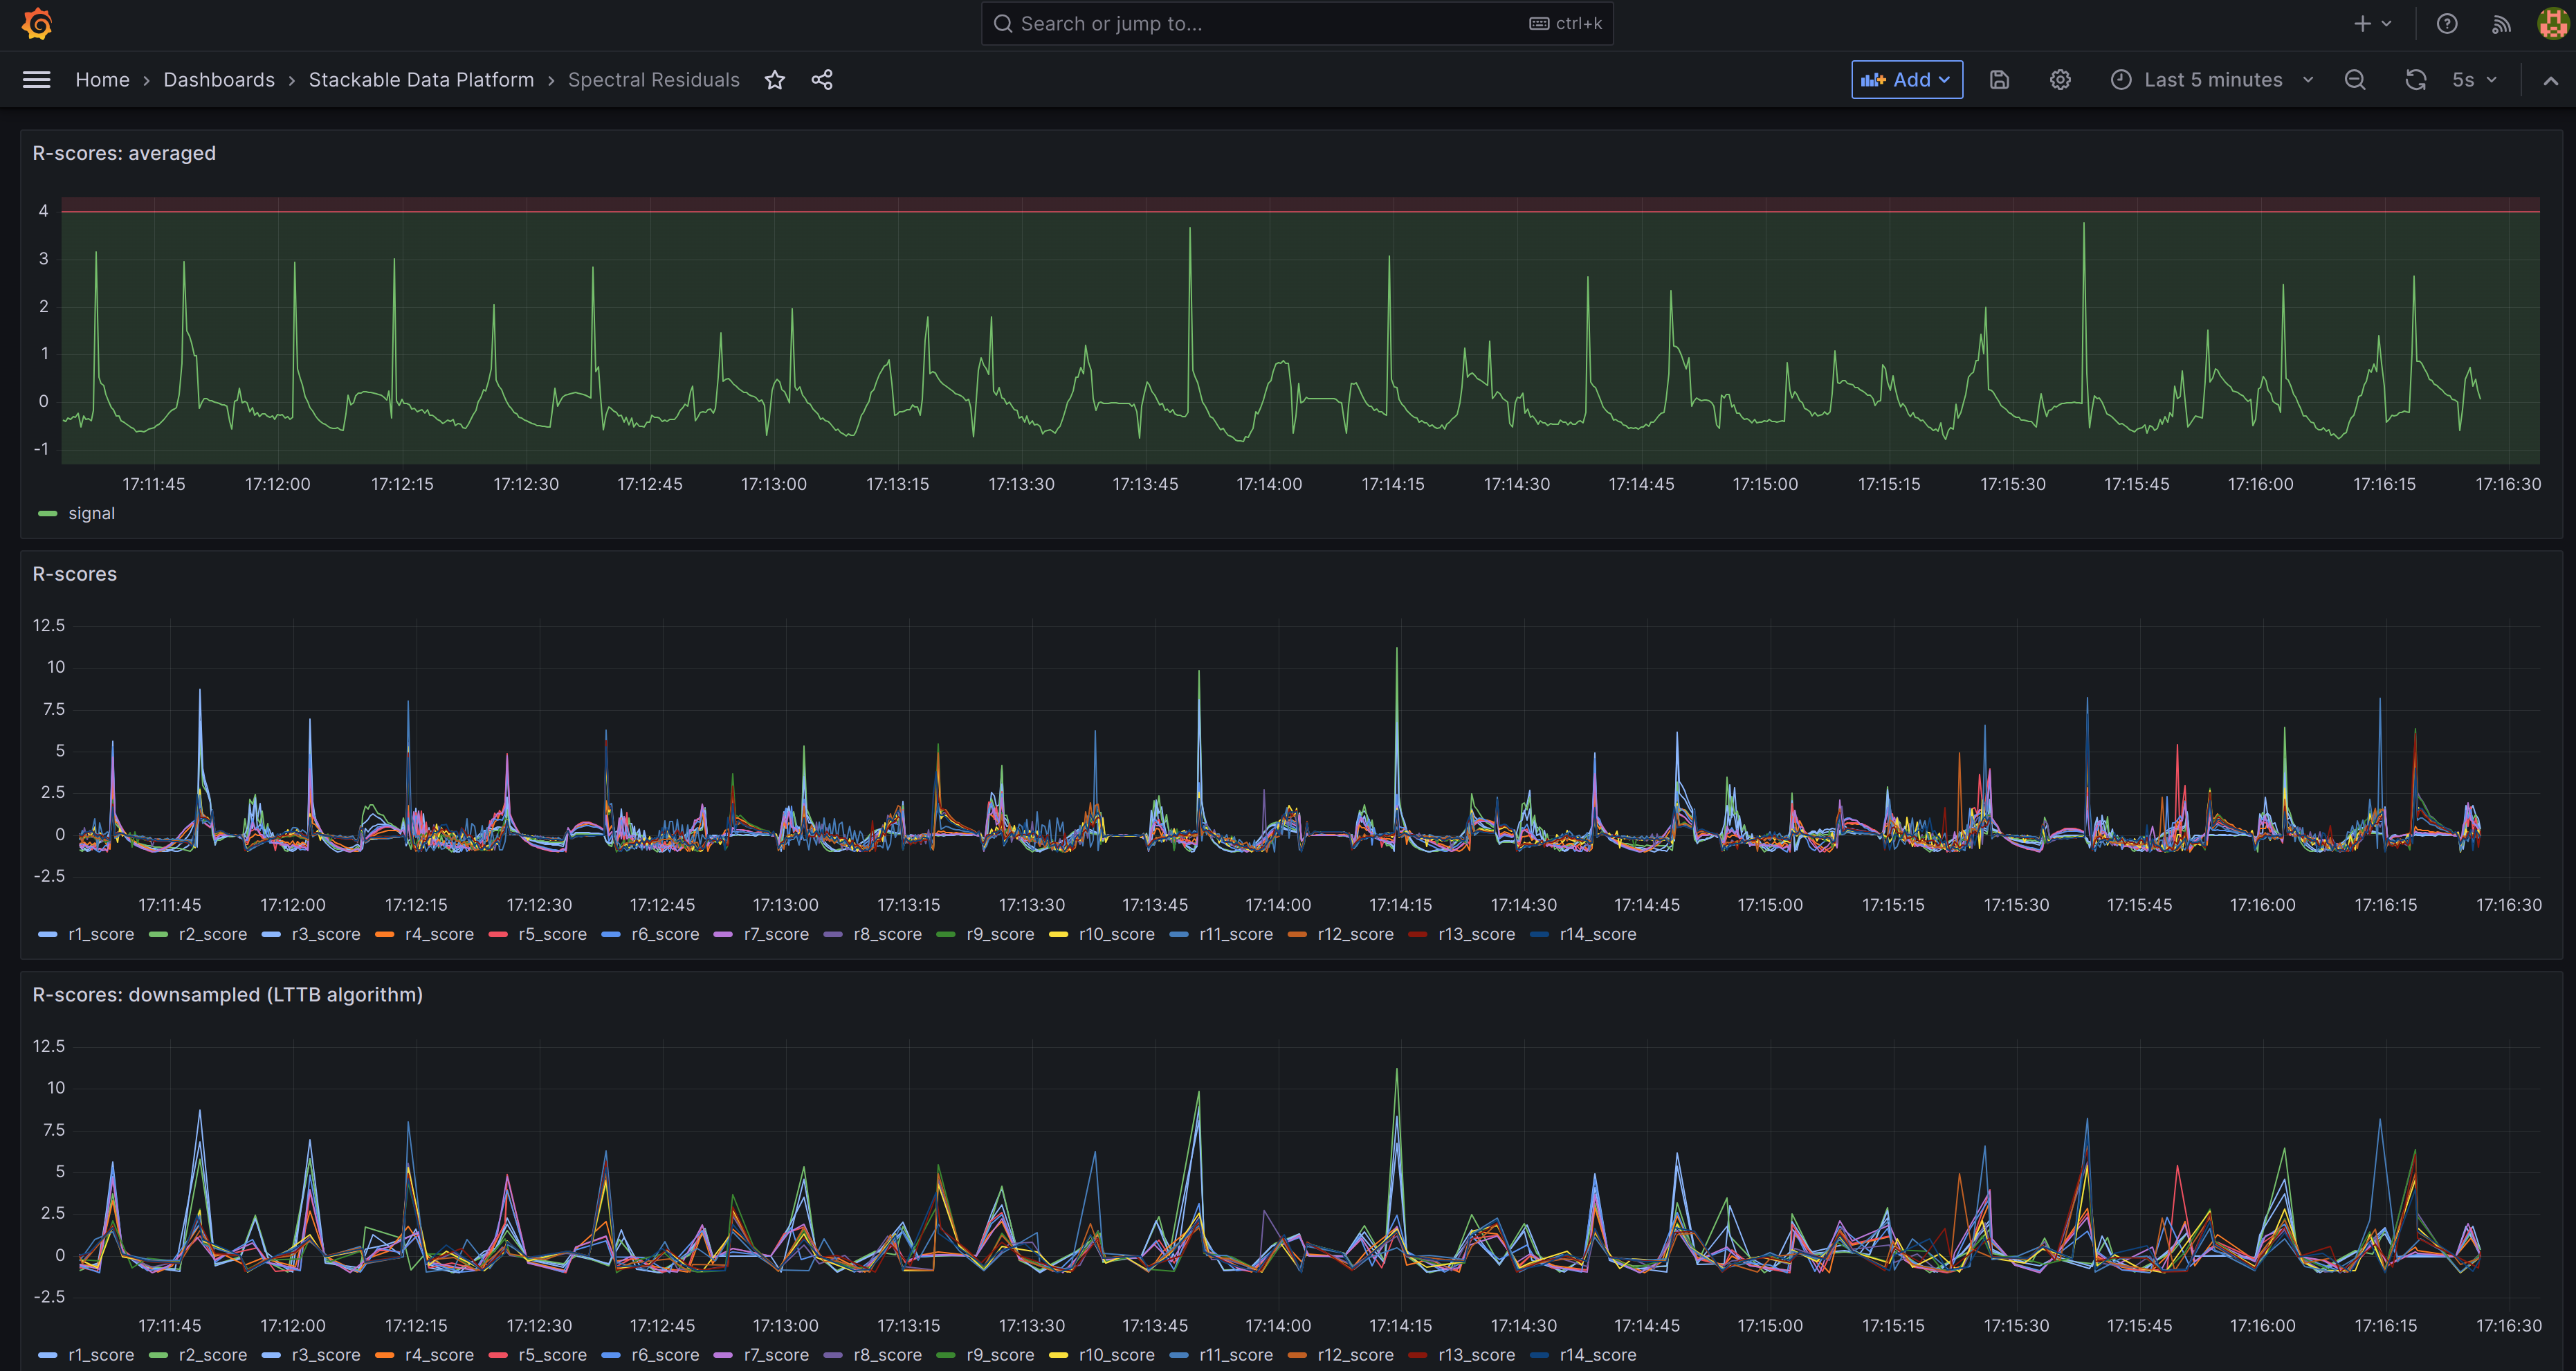 Search or jump to... ctrl+k
Home › Dashboards › Stackable Data Platform › Spectral Residuals Add Last 5 minutes 5s
R-scores: averaged
4
3
2
1
0
-1
17:11:45 17:12:00 17:12:15 17:12:30 17:12:45 17:13:00 17:13:15 17:13:30 17:13:45 17:14:00 17:14:15 17:14:30 17:14:45 17:15:00 17:15:15 17:15:30 17:15:45 17:16:00 17:16:15 17:16:30
signal
R-scores
12.5
10
7.5
5
2.5
0
-2.5
17:11:45 17:12:00 17:12:15 17:12:30 17:12:45 17:13:00 17:13:15 17:13:30 17:13:45 17:14:00 17:14:15 17:14:30 17:14:45 17:15:00 17:15:15 17:15:30 17:15:45 17:16:00 17:16:15 17:16:30
r1_score r2_score r3_score r4_score r5_score r6_score r7_score r8_score r9_score r10_score r11_score r12_score r13_score r14_score
R-scores: downsampled (LTTB algorithm)
12.5
10
7.5
5
2.5
0
-2.5
17:11:45 17:12:00 17:12:15 17:12:30 17:12:45 17:13:00 17:13:15 17:13:30 17:13:45 17:14:00 17:14:15 17:14:30 17:14:45 17:15:00 17:15:15 17:15:30 17:15:45 17:16:00 17:16:15 17:16:30
r1_score r2_score r3_score r4_score r5_score r6_score r7_score r8_score r9_score r10_score r11_score r12_score r13_score r14_score